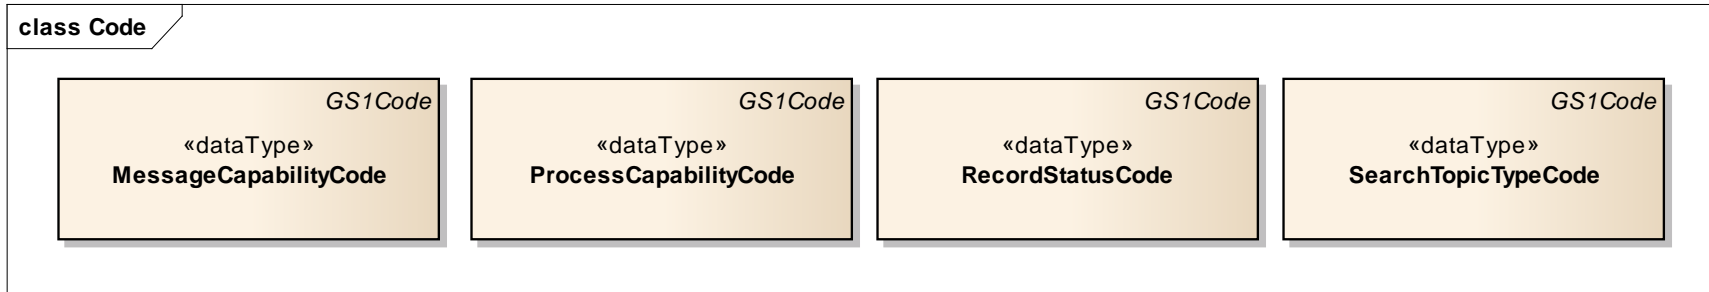 class Code
GS1Code
«dataType»
MessageCapabilityCode
GS1Code
«dataType»
ProcessCapabilityCode
GS1Code
«dataType»
RecordStatusCode
GS1Code
«dataType»
SearchTopicTypeCode